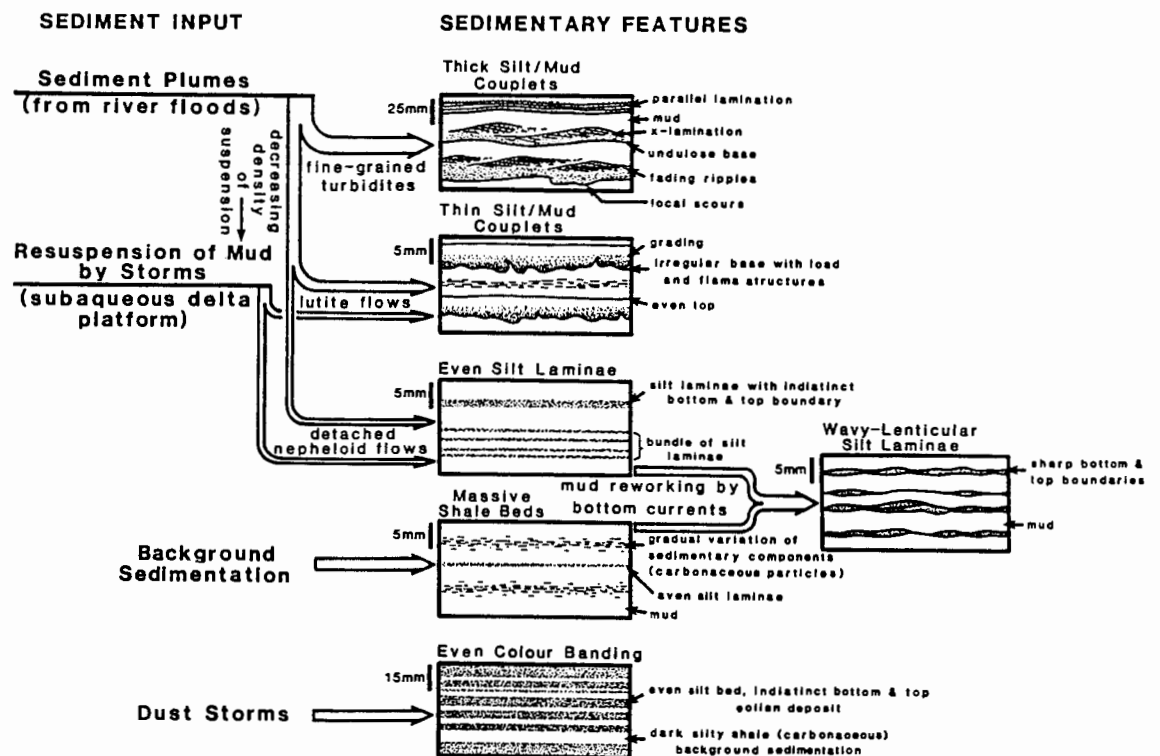 SEDIMENT INPUT
SEDIMENTARY FEATURES
Sediment Plumes
(from river floods)
decreasing
density
of
suspension
fine-grained
turbidites
Thick Silt/Mud
Couplets
25mm
parallel lamination
mud
x-lamination
undulose base
fading ripples
focal scours
Resuspension of Mud
by Storms
(subaqueous delta
platform)
lutite flows
Thin Silt/Mud
Couplets
5mm
grading
irregular base with load
and flama structures
even top
Even Silt Laminae
5mm
silt laminae with indistinct
bottom & top boundary
bundle of silt
laminae
detached
nepheloid flows
mud reworking by
bottom currents
Wavy-Lenticular
Silt Laminae
5mm
sharp bottom &
top boundaries
mud
Background
Sedimentation
Massive
Shale Beds
5mm
gradual variation of
sedimentary components
(carbonaceous particles)
even silt laminae
mud
Dust Storms
Even Colour Banding
15mm
even silt bed, indistinct bottom & top
eolian deposit
dark silty shale (carbonaceous)
background sedimentation